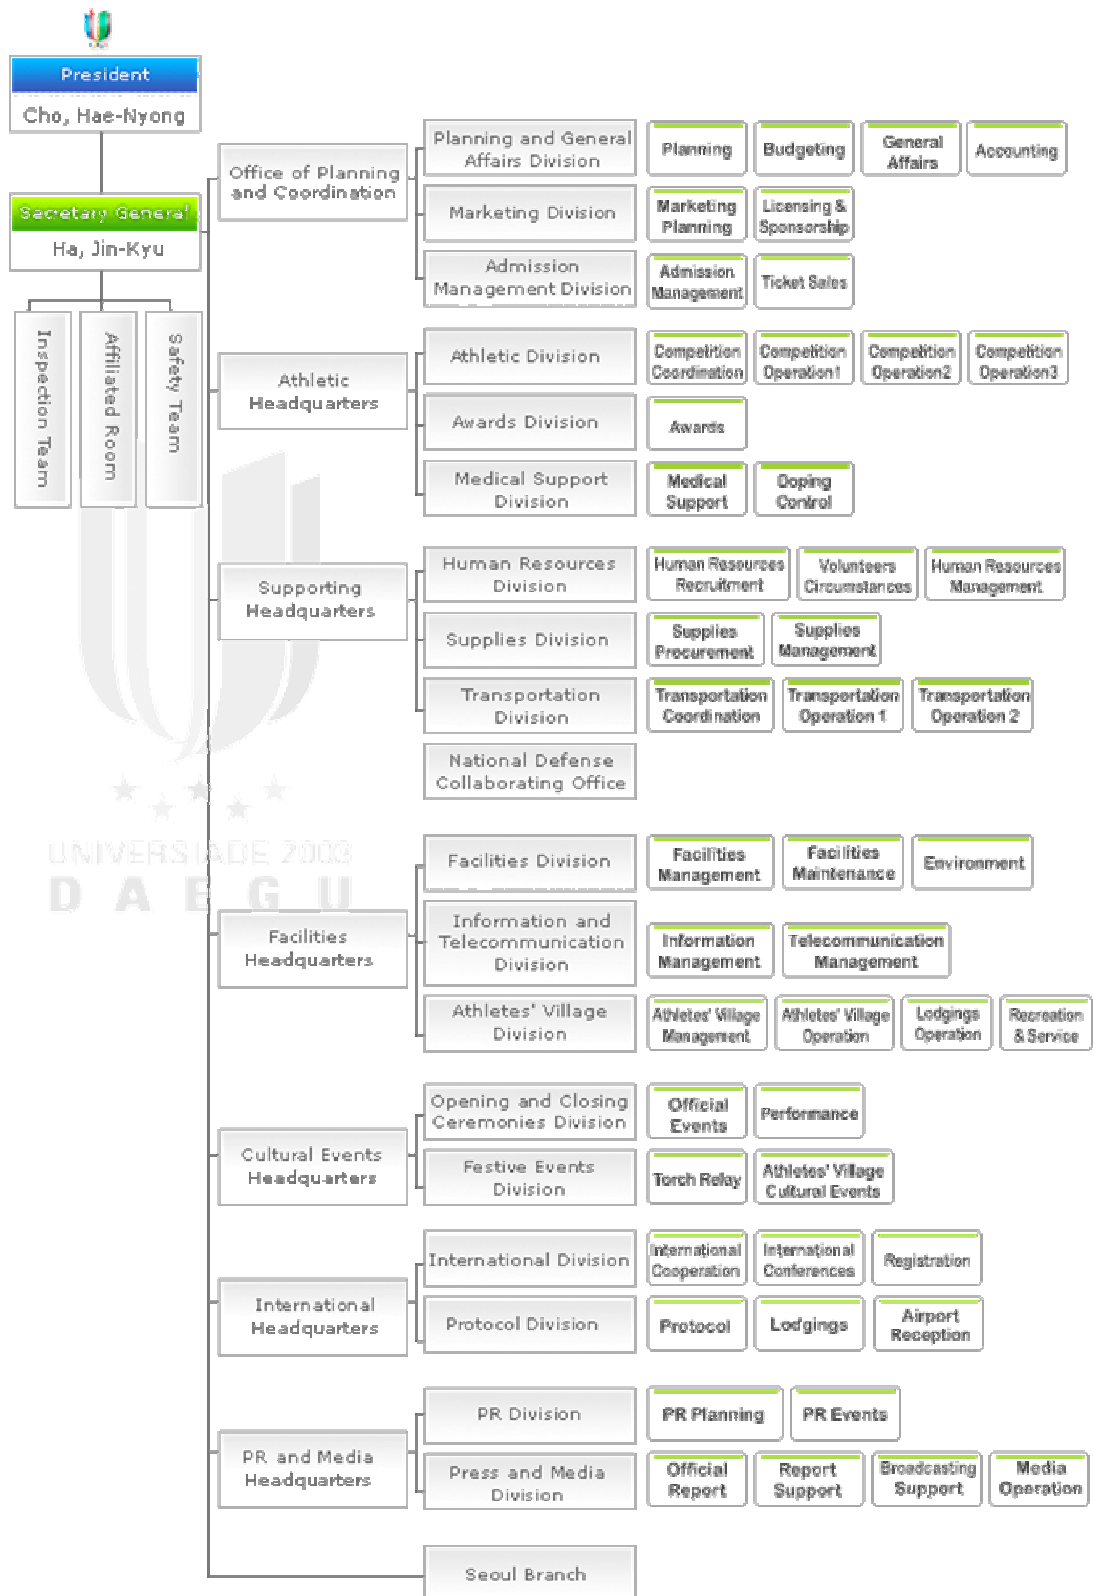 President
Cho, Hae-Nyong
Secretary General
Ha, Jin-Kyu
Inspection Team
Affiliated Room
Safety Team
Office of Planning
and Coordination
Planning and General
Affairs Division
Planning
Budgeting
General
Affairs
Accounting
Marketing Division
Marketing
Planning
Licensing &
Sponsorship
Admission
Management Division
Admission
Management
Ticket Sales
Athletic
Headquarters
Athletic Division
Competition
Coordination
Competition
Operation1
Competition
Operation2
Competition
Operation3
Awards Division
Awards
Medical Support
Division
Medical
Support
Doping
Control
Supporting
Headquarters
Human Resources
Division
Human Resources
Recruitment
Volunteers
Circumstances
Human Resources
Management
Supplies Division
Supplies
Procurement
Supplies
Management
Transportation
Division
Transportation
Coordination
Transportation
Operation 1
Transportation
Operation 2
National Defense
Collaborating Office
UNIVERSIADE 2003
DAEGU
Facilities
Headquarters
Facilities Division
Facilities
Management
Facilities
Maintenance
Environment
Information and
Telecommunication
Division
Information
Management
Telecommunication
Management
Athletes' Village
Division
Athletes' Village
Management
Athletes' Village
Operation
Lodgings
Operation
Recreation
& Service
Cultural Events
Headquarters
Opening and Closing
Ceremonies Division
Official
Events
Performance
Festive Events
Division
Torch Relay
Athletes' Village
Cultural Events
International
Headquarters
International Division
International
Cooperation
International
Conferences
Registration
Protocol Division
Protocol
Lodgings
Airport
Reception
PR and Media
Headquarters
PR Division
PR Planning
PR Events
Press and Media
Division
Official
Report
Report
Support
Broadcasting
Support
Media
Operation
Seoul Branch